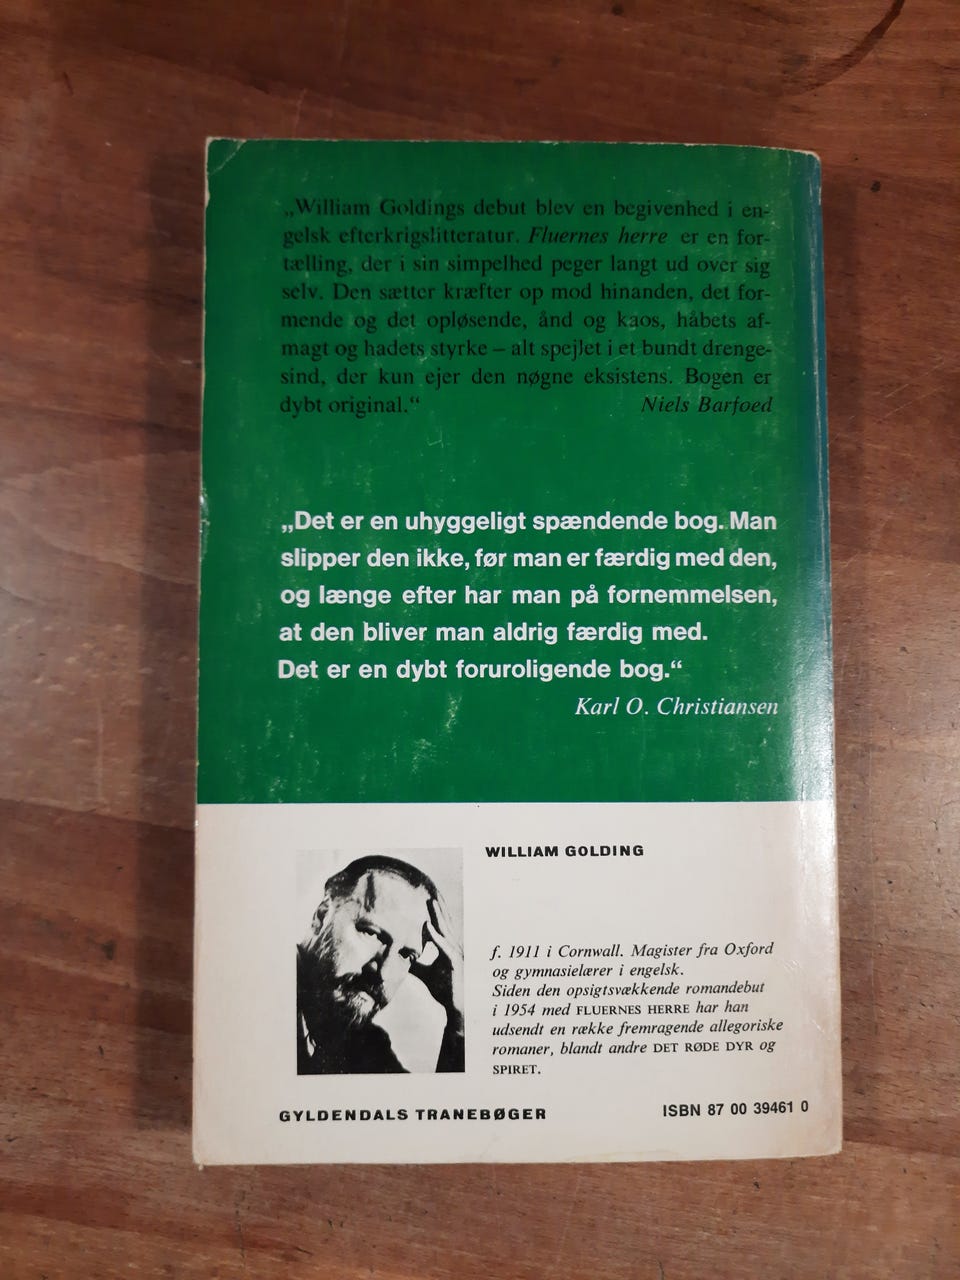 „William Goldings debut blev en begivenhed i en-
gelsk efterkrigslitteratur. Fluernes herre er en for-
tælling, der i sin simpelhed peger langt ud over sig
selv. Den sætter kræfter op mod hinanden, det for-
mende og det opløsende, ånd og kaos, håbets af-
magt og hadets styrke – alt spejlet i et bundt drenge-
sind, der kun ejer den nøgne eksistens. Bogen er
dybt original.“ Niels Barfoed
„Det er en uhyggeligt spændende bog. Man
slipper den ikke, før man er færdig med den,
og længe efter har man på fornemmelsen,
at den bliver man aldrig færdig med.
Det er en dybt foruroligende bog.“
Karl O. Christiansen
WILLIAM GOLDING
f. 1911 i Cornwall. Magister fra Oxford
og gymnasielærer i engelsk.
Siden den opsigtsvækkende romandebut
i 1954 med FLUERNES HERRE har han
udsendt en række fremragende allegoriske
romaner, blandt andre DET RØDE DYR og
SPIRET.
GYLDENDALS TRANEBØGER
ISBN 87 00 39461 0